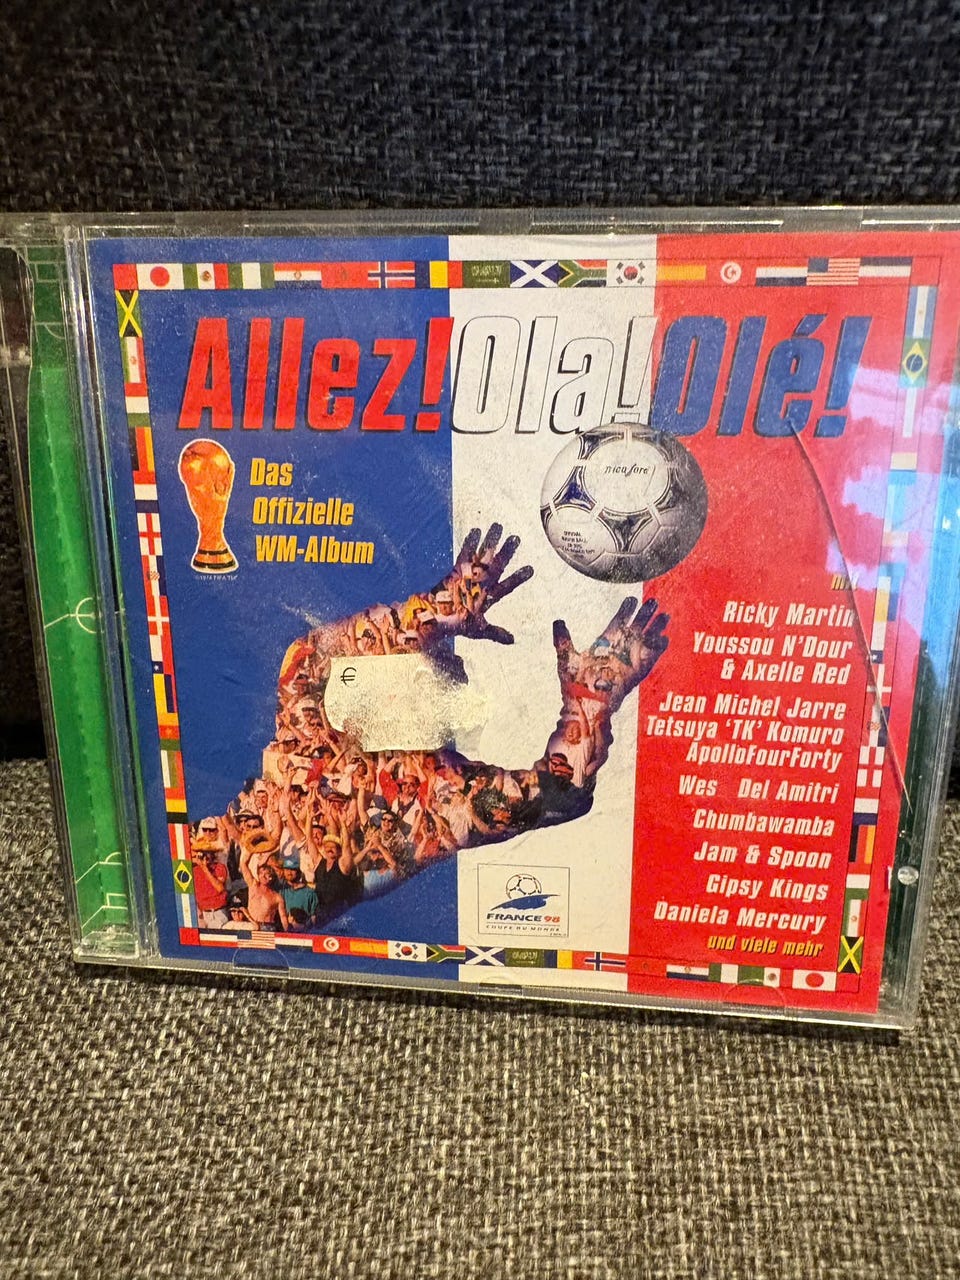 Allez! Ola! Olé!
Das
Offizielle
WM-Album
Ricky Martin
Youssou N'Dour
& Axelle Red
Jean Michel Jarre
Tetsuya 'TK' Komuro
ApolloFourForty
Wes Del Amitri
Chumbawamba
Jam & Spoon
Gipsy Kings
Daniela Mercury
und viele mehr
€
FRANCE 98
COUPE DU MONDE